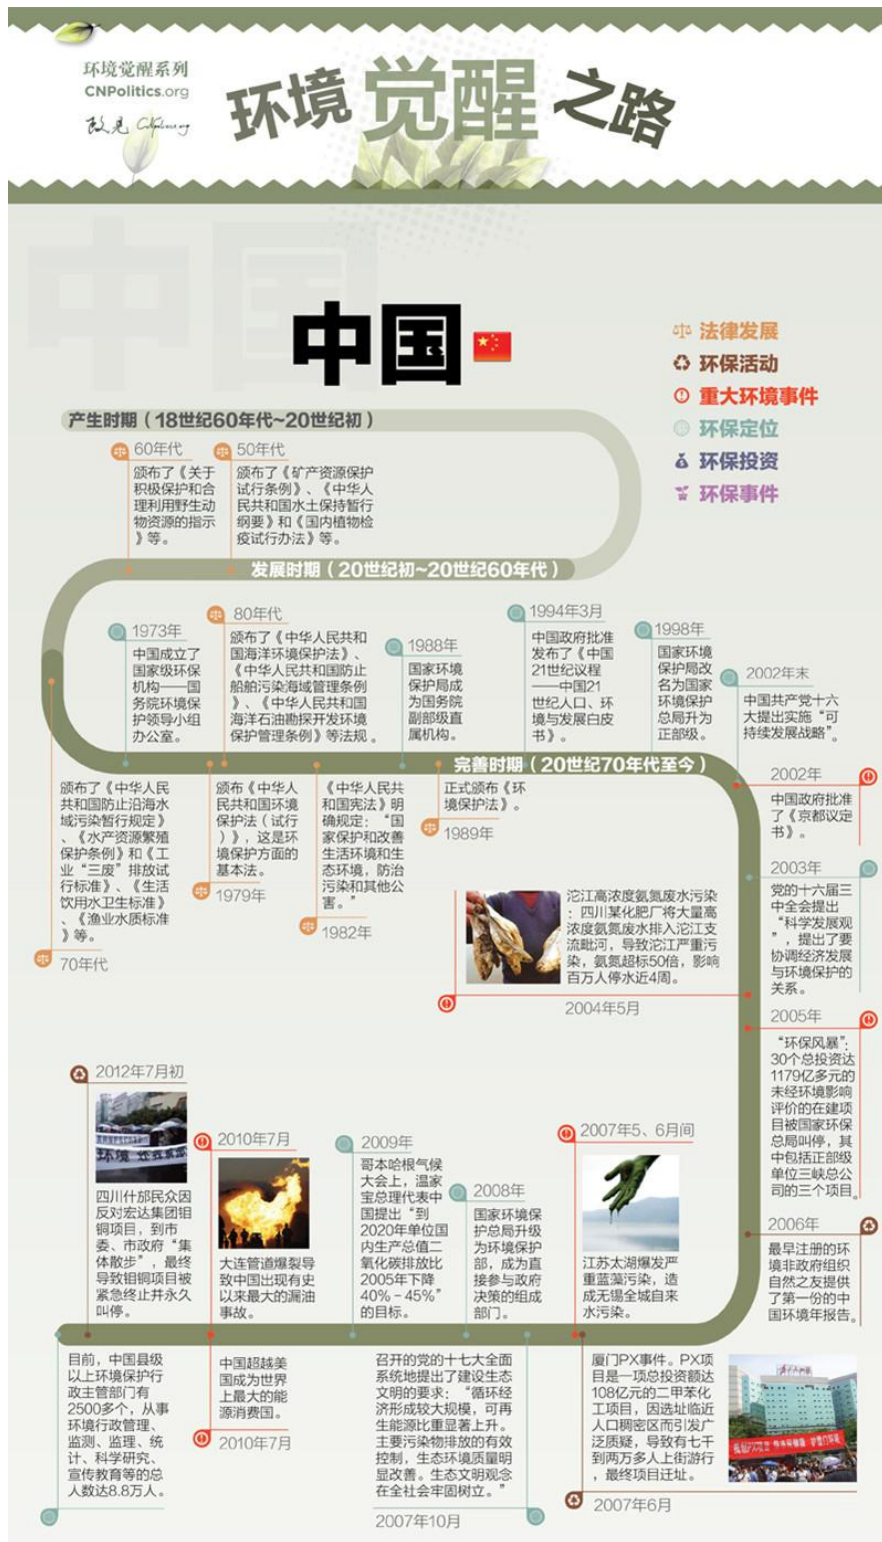 环境觉醒系列
CNPolitics.org
政见 CNPolitics.org
环境觉醒之路
中国
法律发展
环保活动
重大环境事件
环保定位
环保投资
环保事件
产生时期（18世纪60年代~20世纪初）
60年代
颁布了《关于
积极保护和合
理利用野生动
物资源的指示
》等。
50年代
颁布了《矿产资源保护
试行条例》、《中华人
民共和国水土保持暂行
纲要》和《国内植物检
疫试行办法》等。
发展时期（20世纪初~20世纪60年代）
1973年
中国成立了
国家级环保
机构——国
务院环境保
护领导小组
办公室。
80年代
颁布了《中华人民共和
国海洋环境保护法》、
《中华人民共和国防止
船舶污染海域管理条例
》、《中华人民共和国
海洋石油勘探开发环境
保护管理条例》等法规。
1988年
国家环境
保护局成
为国务院
副部级直
属机构。
1994年3月
中国政府批准
发布了《中国
21世纪议程
——中国21
世纪人口、环
境与发展白皮
书》。
1998年
国家环境
保护局改
名为国家
环境保护
总局升为
正部级。
2002年末
中国共产党十六
大提出实施“可
持续发展战略”。
完善时期（20世纪70年代至今）
颁布了《中华人民
共和国防止沿海水
域污染暂行规定》
、《水产资源繁殖
保护条例》和《工
业“三废”排放试
行标准》、《生活
饮用水卫生标准》
、《渔业水质标准
》等。
70年代
颁布《中华人
民共和国环境
保护法（试行
）》，这是环
境保护方面的
基本法。
1979年
《中华人民共
和国宪法》明
确规定：“国
家保护和改善
生活环境和生
态环境，防治
污染和其他公
害。”
1982年
正式颁布《环
境保护法》。
1989年
2002年
中国政府批准
了《京都议定
书》。
2003年
党的十六届三
中全会提出
“科学发展观
”，提出了要
协调经济发展
与环境保护的
关系。
沱江高浓度氨氮废水污染
：四川某化肥厂将大量高
浓度氨氮废水排入沱江支
流毗河，导致沱江严重污
染，氨氮超标50倍，影响
百万人停水近4周。
2004年5月
2005年
“环保风暴”：
30个总投资达
1179亿多元的
未经环境影响
评价的在建项
目被国家环保
总局叫停，其
中包括正部级
单位三峡总公
司的三个项目。
2006年
最早注册的环
境非政府组织
自然之友提供
了第一份的中
国环境年报告。
2012年7月初
四川什邡民众因
反对宏达集团钼
铜项目，到市
委、市政府“集
体散步”，最终
导致钼铜项目被
紧急终止并永久
叫停。
2010年7月
大连管道爆裂导
致中国出现有史
以来最大的漏油
事故。
2009年
哥本哈根气候
大会上，温家
宝总理代表中
国提出“到
2020年单位国
内生产总值二
氧化碳排放比
2005年下降
40%－45%”
的目标。
2008年
国家环境保
护总局升级
为环境保护
部，成为直
接参与政府
决策的组成
部门。
2007年5、6月间
江苏太湖爆发严
重蓝藻污染，造
成无锡全城自来
水污染。
目前，中国县级
以上环境保护行
政主管部门有
2500多个，从事
环境行政管理、
监测、监理、统
计、科学研究、
宣传教育等的总
人数达8.8万人。
中国超越美
国成为世界
上最大的能
源消费国。
2010年7月
召开的党的十七大全面
系统地提出了建设生态
文明的要求：“循环经
济形成较大规模，可再
生能源比重显著上升。
主要污染物排放的有效
控制，生态环境质量明
显改善。生态文明观念
在全社会牢固树立。”
2007年10月
厦门PX事件。PX项
目是一项总投资额达
108亿元的二甲苯化
工项目，因选址临近
人口稠密区而引发广
泛质疑，导致有七千
到两万多人上街游行
，最终项目迁址。
2007年6月